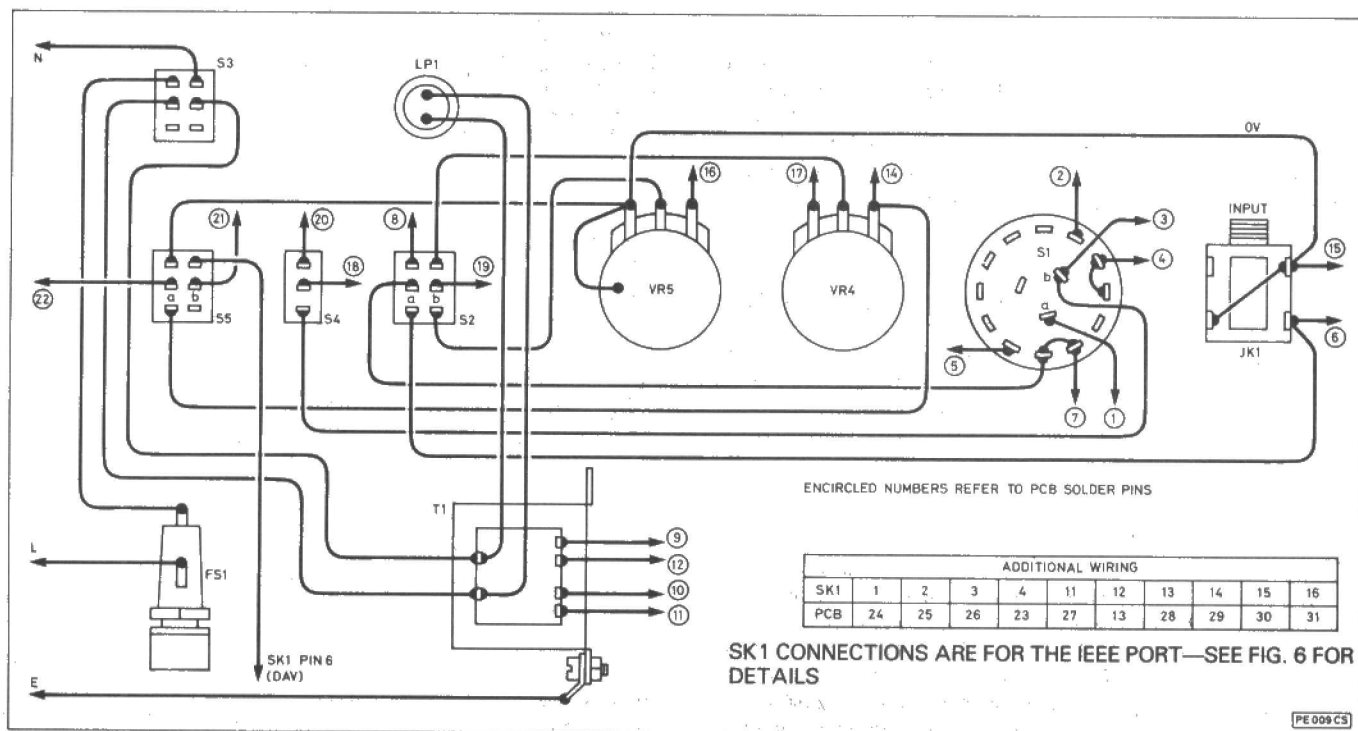 N
S3
LP1
0V
16
17
14
2
3
INPUT
21
20
8
15
S1
4
18
19
b
22
a b
a
b
VR5
VR4
a
S5
S4
S2
6
5
JK1
7
1
ENCIRCLED NUMBERS REFER TO PCB SOLDER PINS
T1
9
L
12
FS1
10
11
ADDITIONAL WIRING
SK1 1 2 3 4 11 12 13 14 15 16
PCB 24 25 26 23 27 13 28 29 30 31
SK1 PIN 6
(DAV)
SK1 CONNECTIONS ARE FOR THE IEEE PORT—SEE FIG. 6 FOR
DETAILS
E
PE009CS